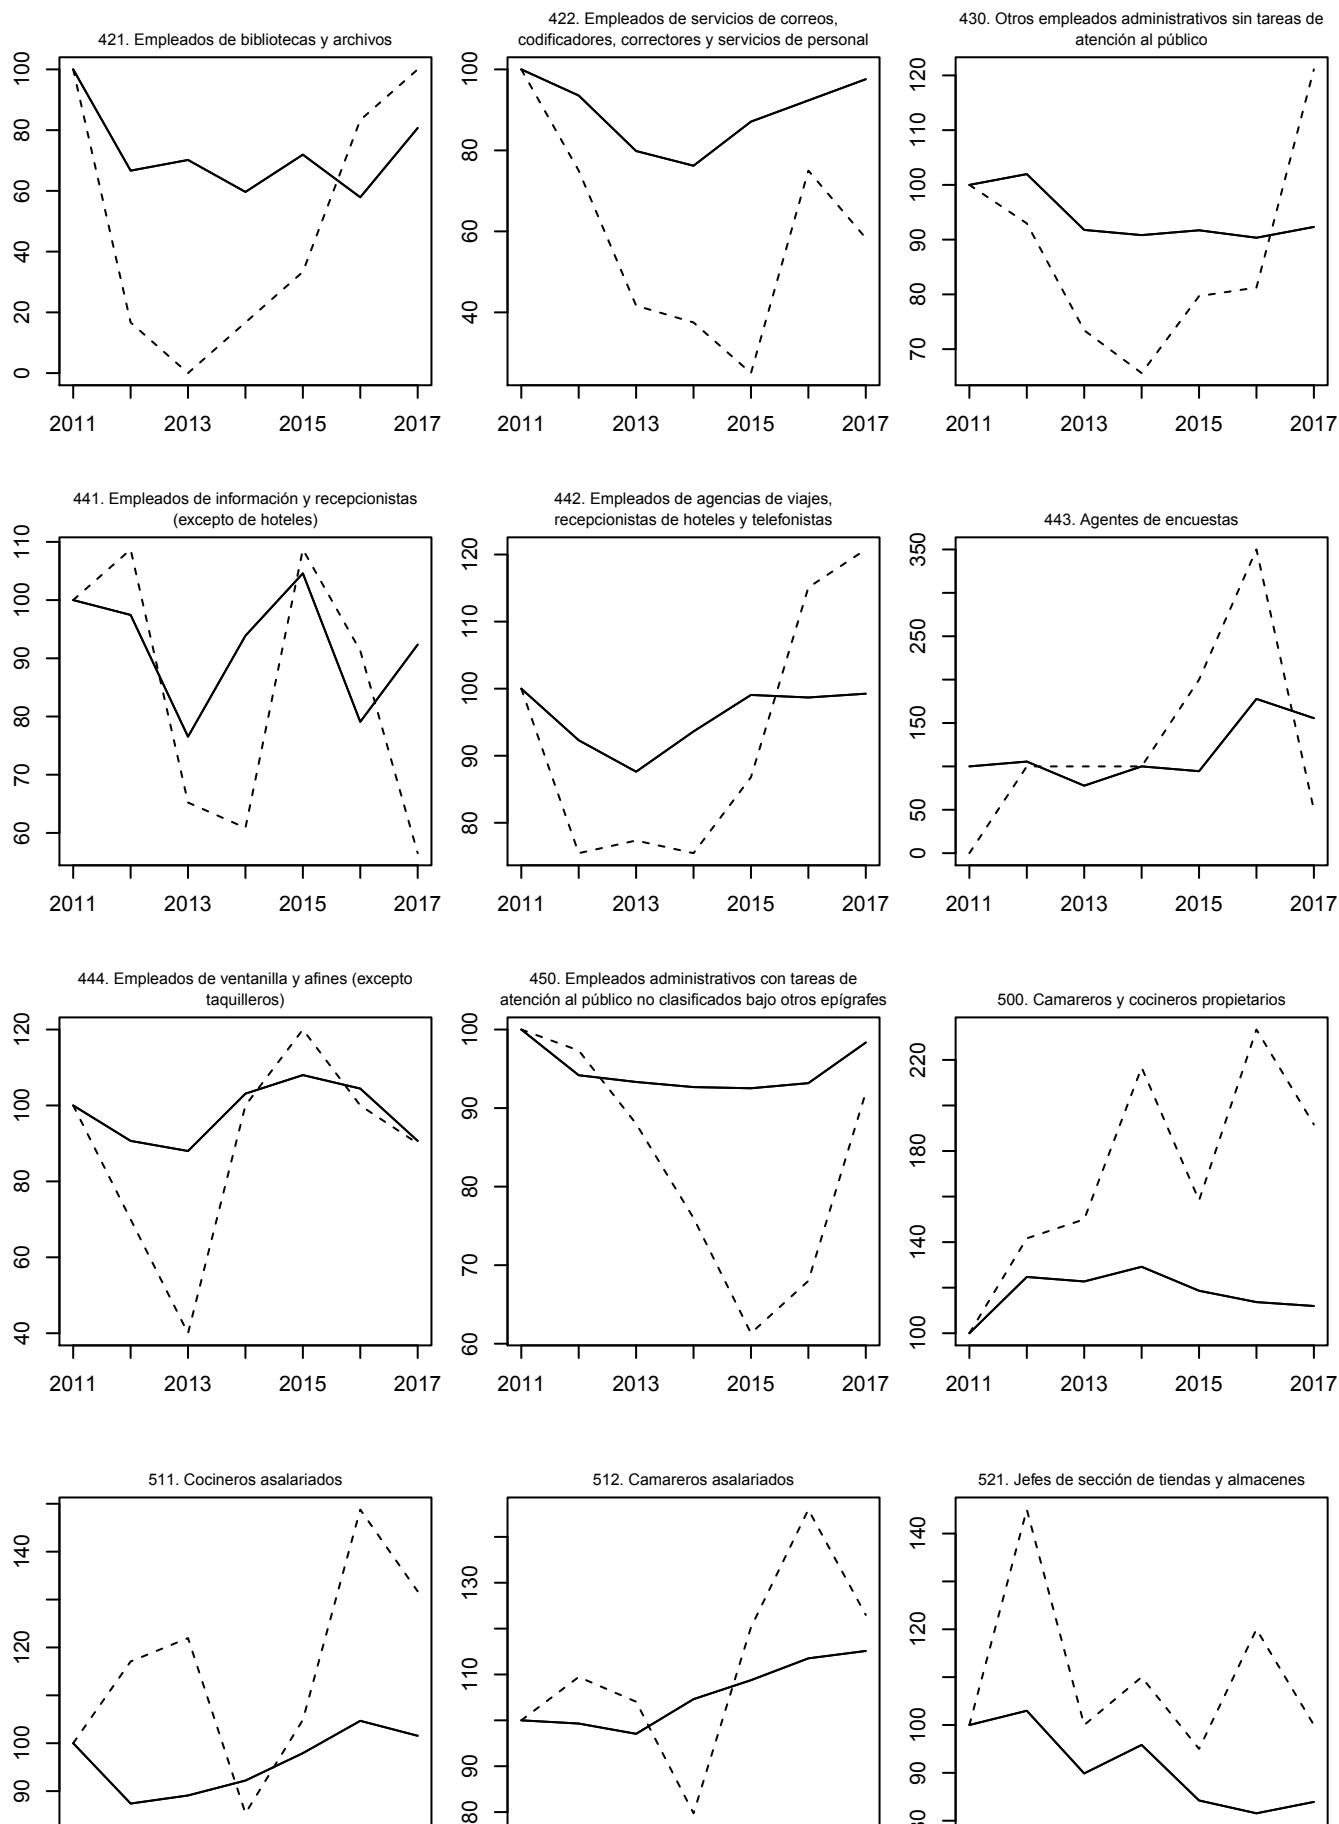 421. Empleados de bibliotecas y archivos
100
80
60
40
20
0
2011 2013 2015 2017
422. Empleados de servicios de correos,
codificadores, correctores y servicios de personal
100
80
60
40
2011 2013 2015 2017
430. Otros empleados administrativos sin tareas de
atención al público
120
110
100
90
80
70
2011 2013 2015 2017
441. Empleados de información y recepcionistas
(excepto de hoteles)
110
100
90
80
70
60
2011 2013 2015 2017
442. Empleados de agencias de viajes,
recepcionistas de hoteles y telefonistas
120
110
100
90
80
2011 2013 2015 2017
443. Agentes de encuestas
350
250
150
50
0
2011 2013 2015 2017
444. Empleados de ventanilla y afines (excepto
taquilleros)
120
100
80
60
40
2011 2013 2015 2017
450. Empleados administrativos con tareas de
atención al público no clasificados bajo otros epígrafes
100
90
80
70
60
2011 2013 2015 2017
500. Camareros y cocineros propietarios
220
180
140
100
2011 2013 2015 2017
511. Cocineros asalariados
140
120
100
90
512. Camareros asalariados
130
110
90
80
521. Jefes de sección de tiendas y almacenes
140
120
100
90